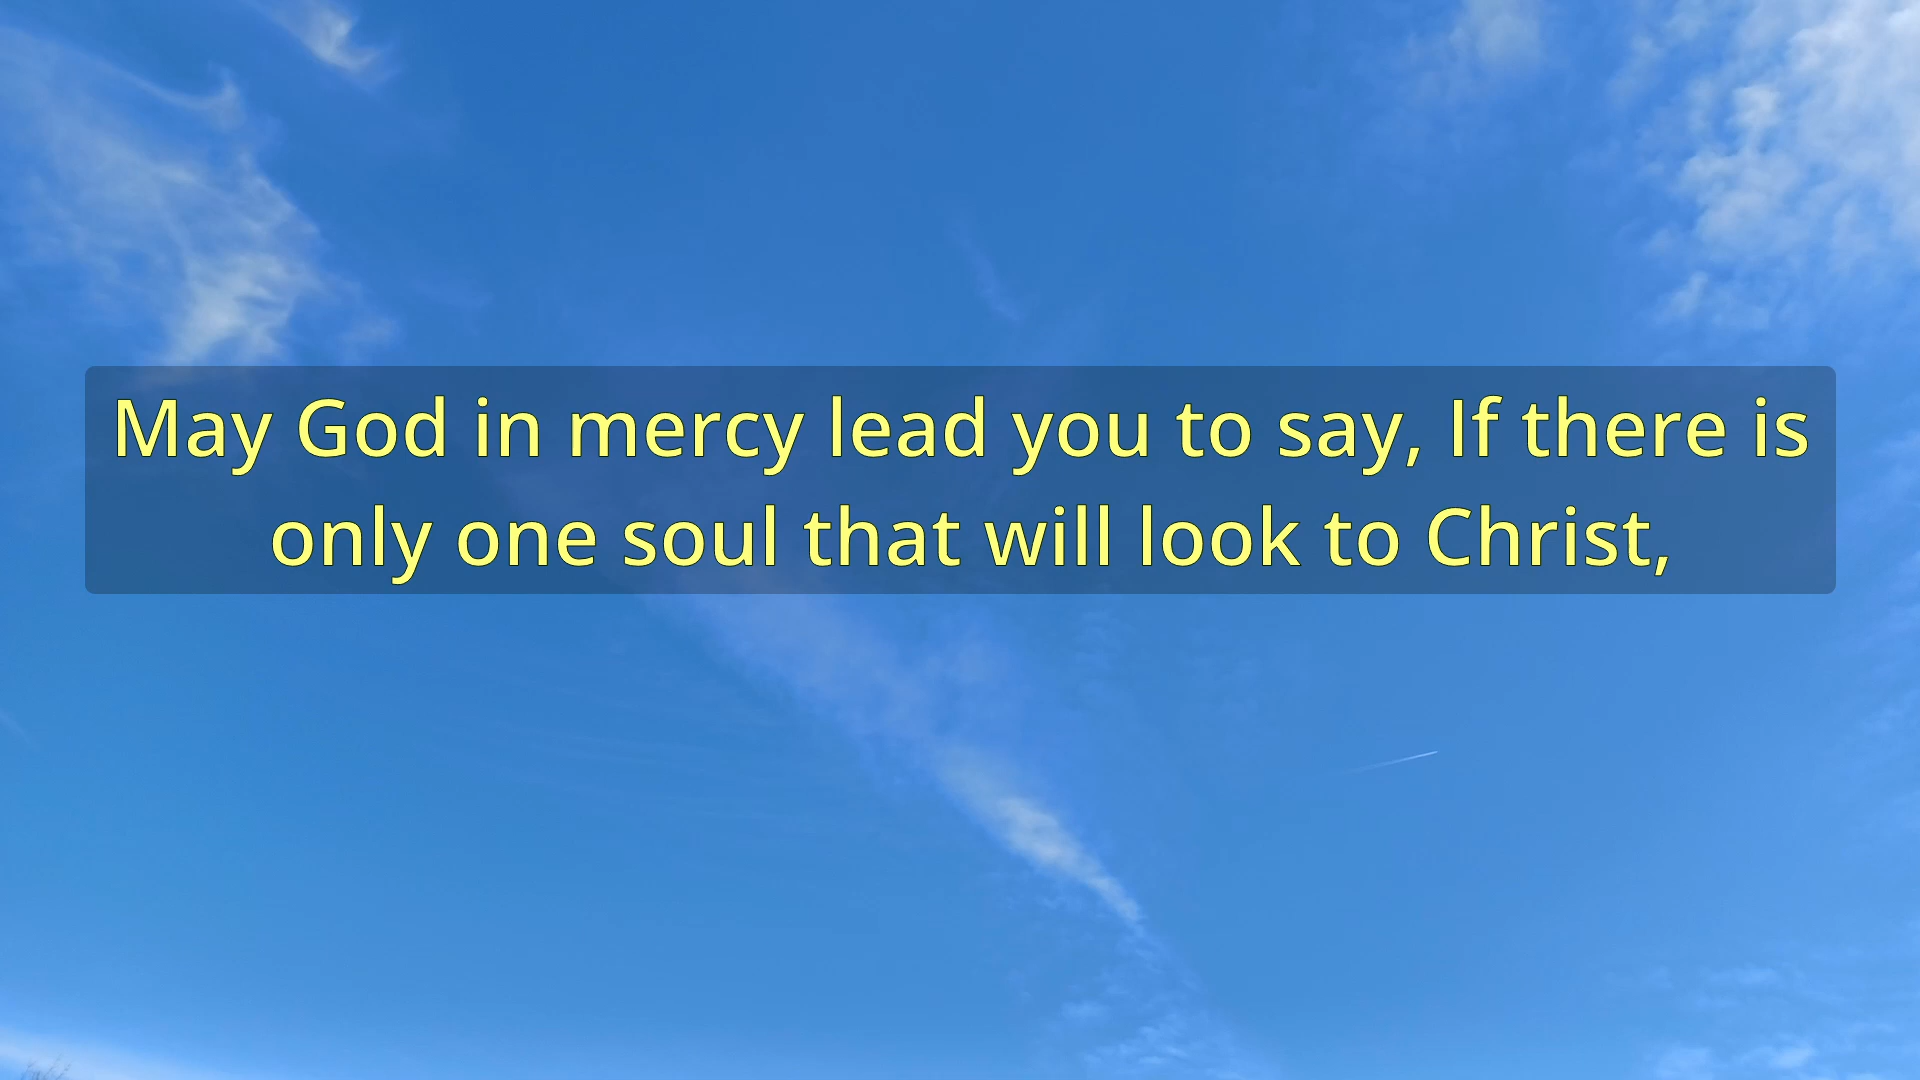 May God in mercy lead you to say, If there is
only one soul that will look to Christ,